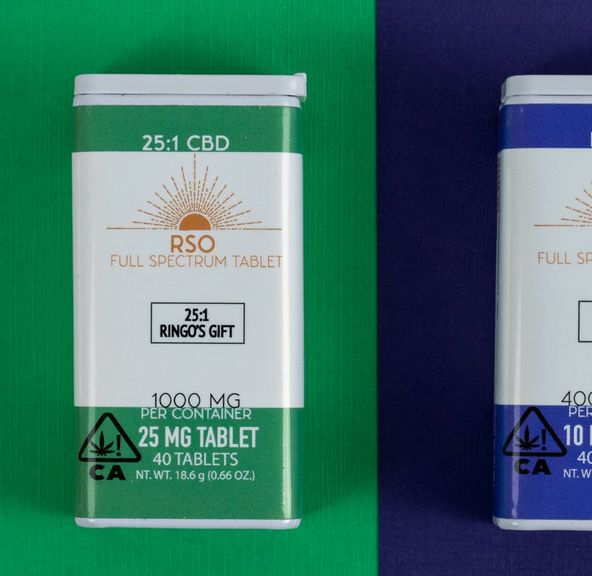 25:1 CBD
RSO
FULL SPECTRUM TABLET
25:1
RINGO'S GIFT
1000 MG
PER CONTAINER
25 MG TABLET
40 TABLETS
NT. WT. 18.6 g (0.66 OZ.)
CA
FULL SP
400
PER
10
40
NT. W
CA